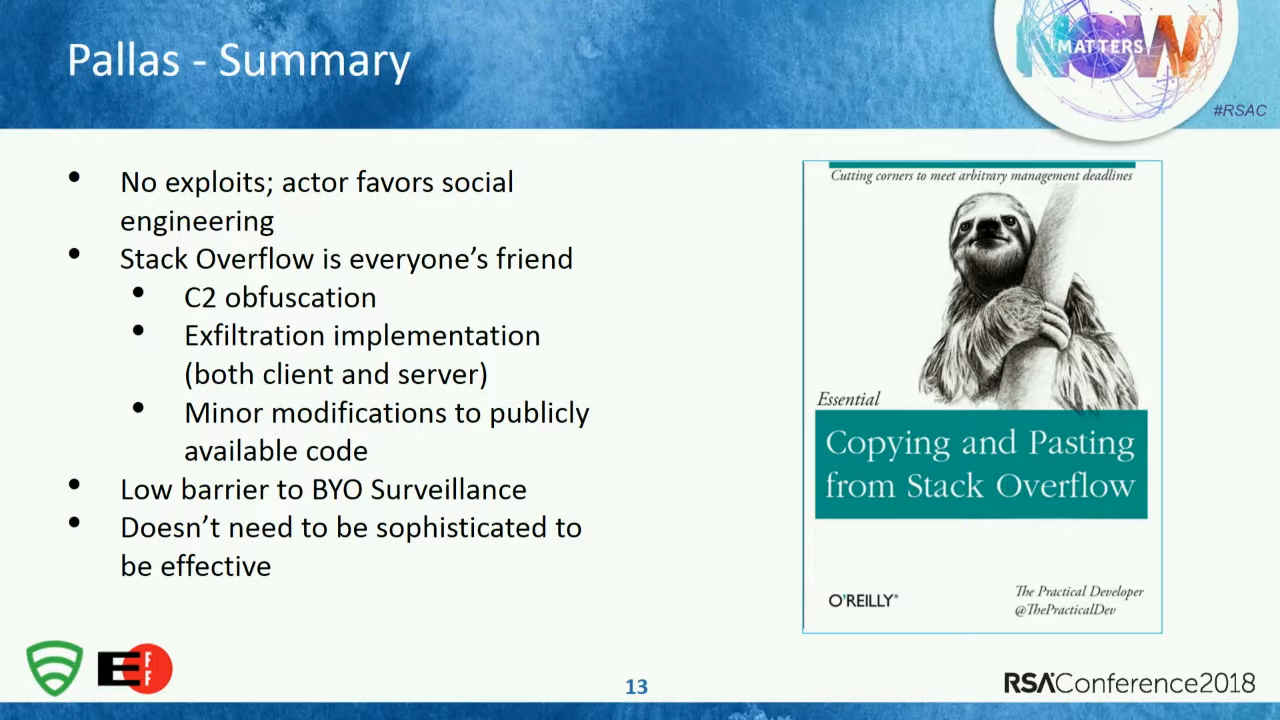 Pallas - Summary
NOW
MATTERS
#RSAC
• No exploits; actor favors social
engineering
• Stack Overflow is everyone’s friend
• C2 obfuscation
• Exfiltration implementation
(both client and server)
• Minor modifications to publicly
available code
• Low barrier to BYO Surveillance
• Doesn’t need to be sophisticated to
be effective
Cutting corners to meet arbitrary management deadlines
Essential
Copying and Pasting
from Stack Overflow
O'REILLY®
The Practical Developer
@ThePracticalDev
EFF
13
RSAConference2018